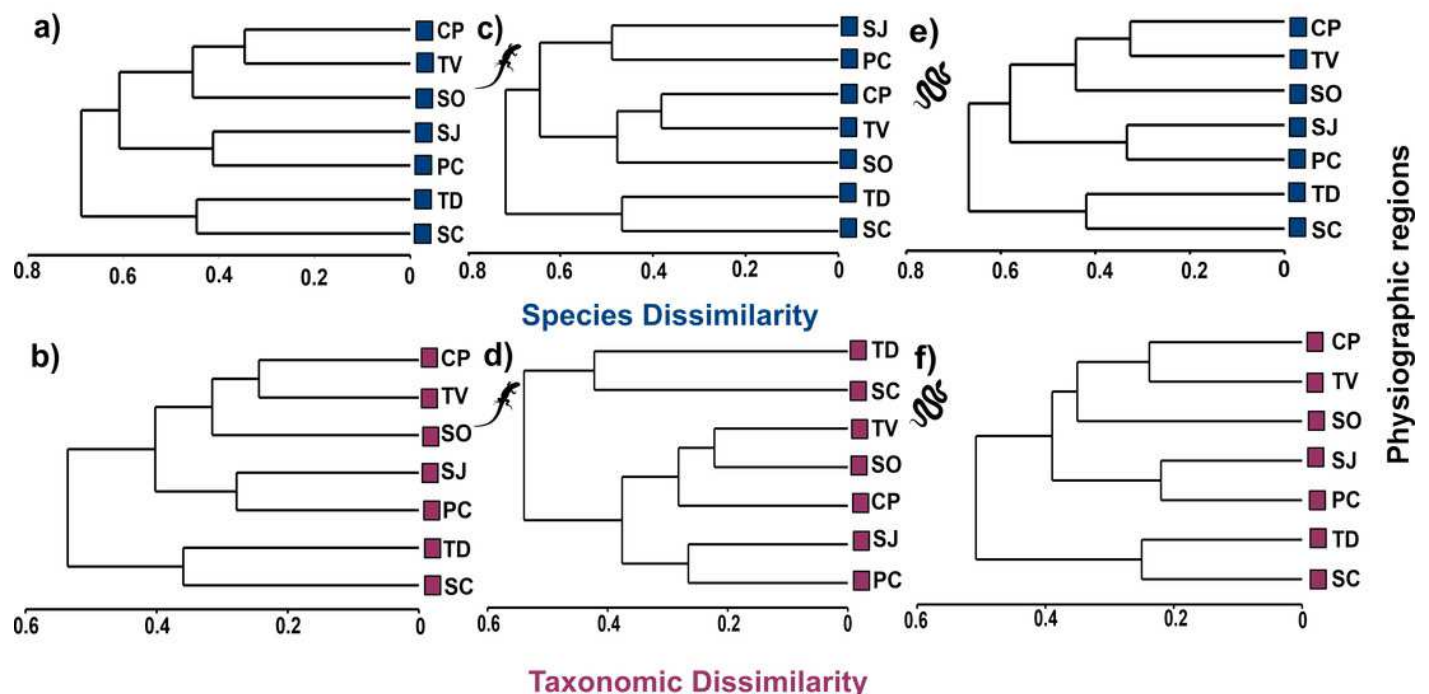 a)
CP
TV
SO
SJ
PC
TD
SC
0.8 0.6 0.4 0.2 0
c)
SJ
PC
CP
TV
SO
TD
SC
0.8 0.6 0.4 0.2 0
e)
CP
TV
SO
SJ
PC
TD
SC
0.8 0.6 0.4 0.2 0
Species Dissimilarity
b)
CP
TV
SO
SJ
PC
TD
SC
0.6 0.4 0.2 0
d)
TD
SC
TV
SO
CP
SJ
PC
0.6 0.4 0.2 0
f)
CP
TV
SO
SJ
PC
TD
SC
0.6 0.4 0.2 0
Taxonomic Dissimilarity
Physiographic regions